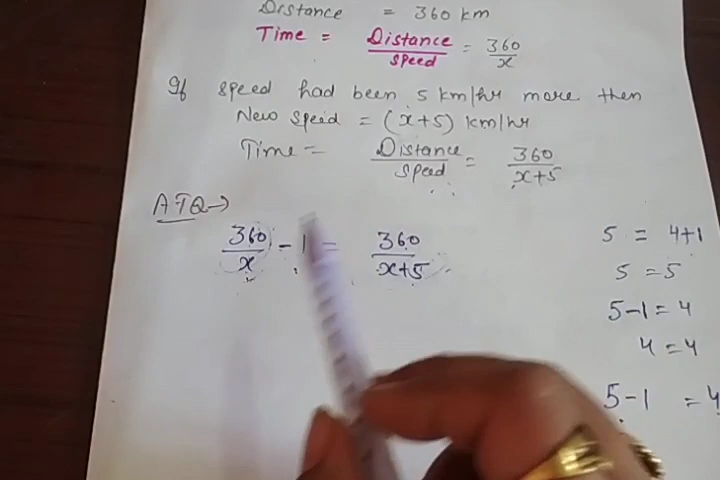 Distance = 360 km
Time = Distance/Speed = 360/x
If speed had been 5 km/hr more then
New Speed = (x+5) km/hr
Time = Distance/Speed = 360/x+5
ATQ→
360/x - 1 = 360/x+5
5 = 4+1
5 = 5
5-1 = 4
4 = 4
5-1 = 4